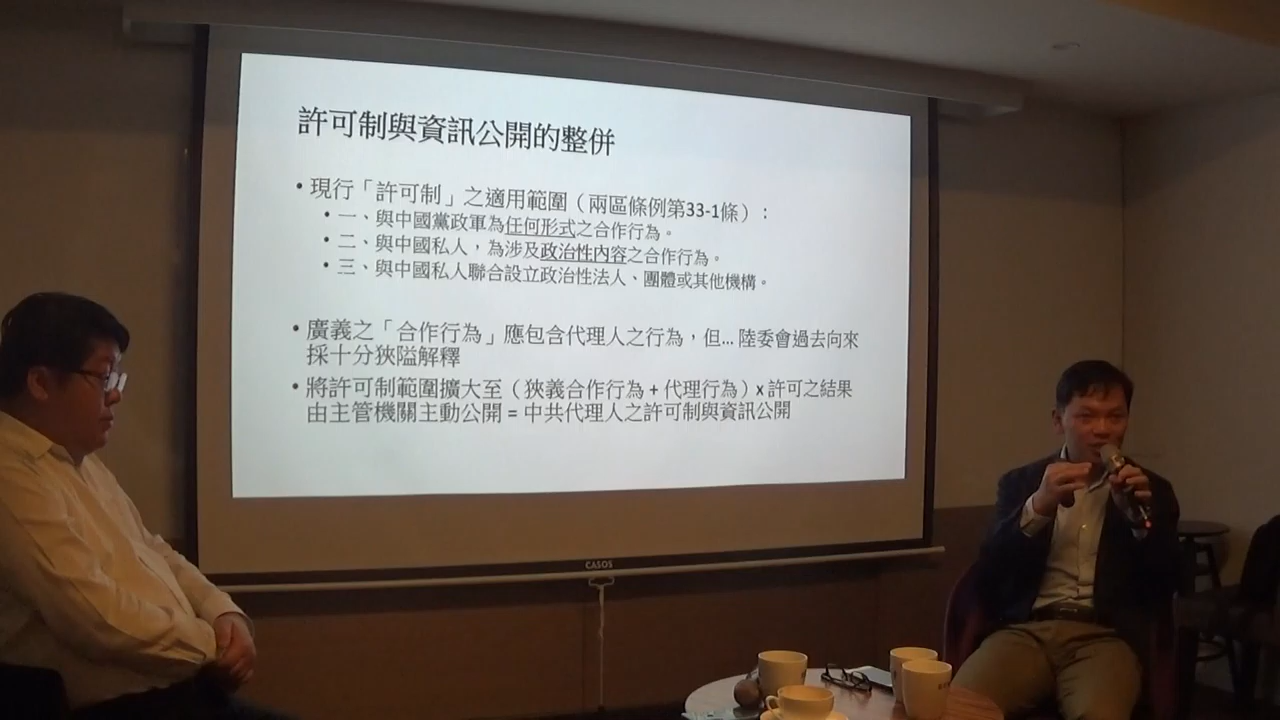 許可制與資訊公開的整併
• 現行「許可制」之適用範圍（兩區條例第33-1條）：
• 一、與中國黨政軍為任何形式之合作行為。
• 二、與中國私人，為涉及政治性內容之合作行為。
• 三、與中國私人聯合設立政治性法人、團體或其他機構。
• 廣義之「合作行為」應包含代理人之行為，但... 陸委會過去向來
採十分狹隘解釋
• 將許可制範圍擴大至（狹義合作行為 + 代理行為）x 許可之結果
由主管機關主動公開 = 中共代理人之許可制與資訊公開
CASOS